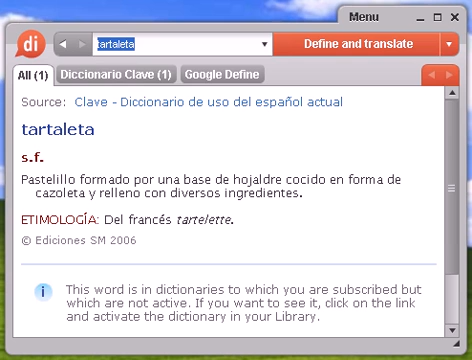 Menu
di
tartaleta
Define and translate
All (1)
Diccionario Clave (1)
Google Define
Source: Clave - Diccionario de uso del español actual
tartaleta
s.f.
Pastelillo formado por una base de hojaldre cocido en forma de
cazoleta y relleno con diversos ingredientes.
ETIMOLOGÍA: Del francés tartelette.
© Ediciones SM 2006
i
This word is in dictionaries to which you are subscribed but
which are not active. If you want to see it, click on the link
and activate the dictionary in your Library.